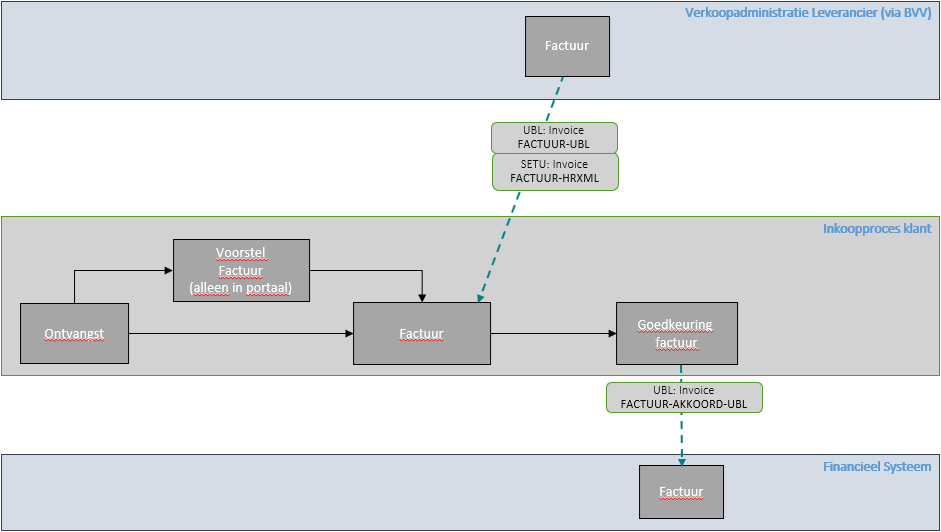 Verkoopadministratie Leverancier (via BVV)
Factuur
UBL: Invoice
FACTUUR-UBL
SETU: Invoice
FACTUUR-HRXML
Inkoopproces klant
Voorstel
Factuur
(alleen in portaal)
Ontvangst
Factuur
Goedkeuring
factuur
UBL: Invoice
FACTUUR-AKKOORD-UBL
Financieel Systeem
Factuur